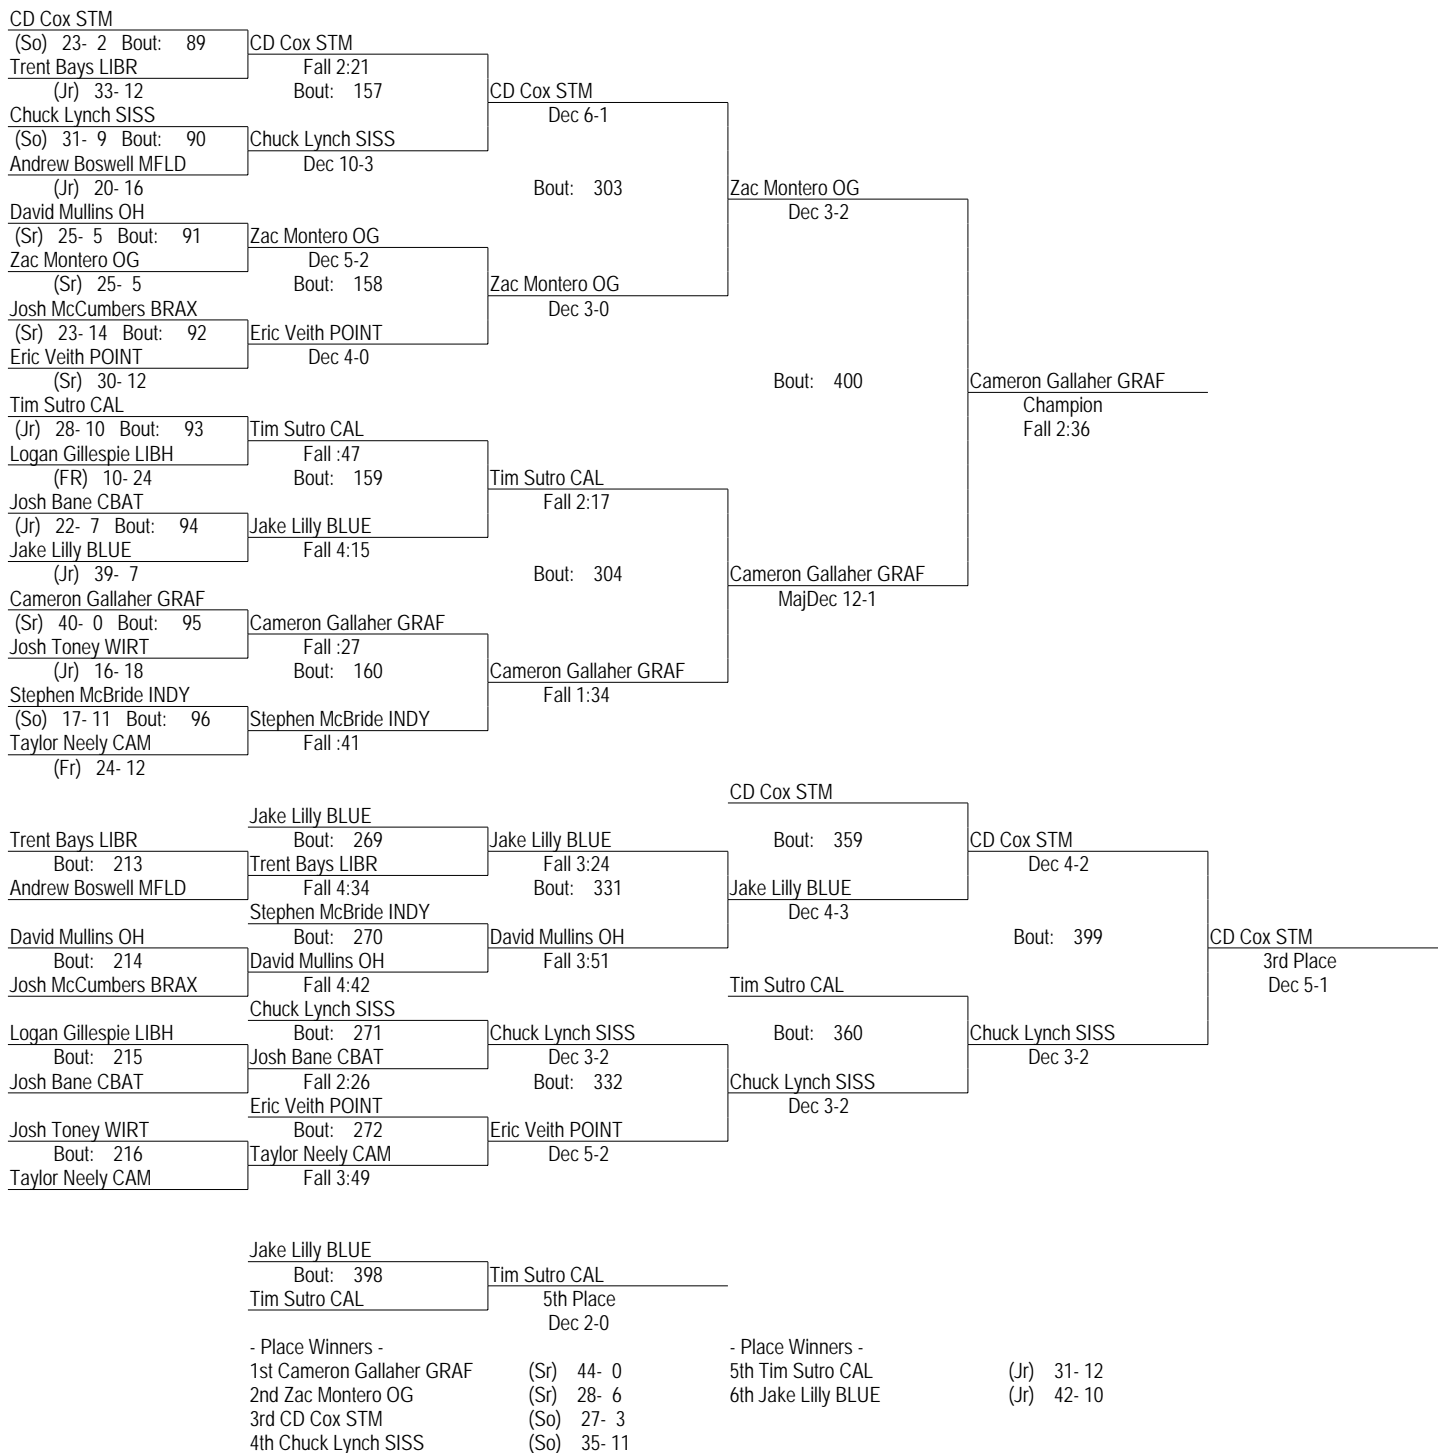 CD Cox STM
(So) 23- 2 Bout: 89 CD Cox STM
Trent Bays LIBR Fall 2:21
(Jr) 33- 12 Bout: 157 CD Cox STM
Chuck Lynch SISS Dec 6-1
(So) 31- 9 Bout: 90 Chuck Lynch SISS
Andrew Boswell MFLD Dec 10-3
(Jr) 20- 16 Bout: 303 Zac Montero OG
David Mullins OH Dec 3-2
(Sr) 25- 5 Bout: 91 Zac Montero OG
Zac Montero OG Dec 5-2
(Sr) 25- 5 Bout: 158 Zac Montero OG
Josh McCumbers BRAX Dec 3-0
(Sr) 23- 14 Bout: 92 Eric Veith POINT
Eric Veith POINT Dec 4-0
(Sr) 30- 12 Bout: 400 Cameron Gallaher GRAF
Tim Sutro CAL Champion
(Jr) 28- 10 Bout: 93 Tim Sutro CAL Fall 2:36
Logan Gillespie LIBH Fall :47
(FR) 10- 24 Bout: 159 Tim Sutro CAL
Josh Bane CBAT Fall 2:17
(Jr) 22- 7 Bout: 94 Jake Lilly BLUE
Jake Lilly BLUE Fall 4:15
(Jr) 39- 7 Bout: 304 Cameron Gallaher GRAF
Cameron Gallaher GRAF MajDec 12-1
(Sr) 40- 0 Bout: 95 Cameron Gallaher GRAF
Josh Toney WIRT Fall :27
(Jr) 16- 18 Bout: 160 Cameron Gallaher GRAF
Stephen McBride INDY Fall 1:34
(So) 17- 11 Bout: 96 Stephen McBride INDY
Taylor Neely CAM Fall :41
(Fr) 24- 12
CD Cox STM
Jake Lilly BLUE
Trent Bays LIBR Bout: 269 Jake Lilly BLUE Bout: 359 CD Cox STM
Bout: 213 Trent Bays LIBR Fall 3:24 Dec 4-2
Andrew Boswell MFLD Fall 4:34 Bout: 331 Jake Lilly BLUE
Stephen McBride INDY Dec 4-3
David Mullins OH Bout: 270 David Mullins OH Bout: 399 CD Cox STM
Bout: 214 David Mullins OH Fall 3:51 3rd Place
Josh McCumbers BRAX Fall 4:42 Tim Sutro CAL Dec 5-1
Chuck Lynch SISS
Logan Gillespie LIBH Bout: 271 Chuck Lynch SISS Bout: 360 Chuck Lynch SISS
Bout: 215 Josh Bane CBAT Dec 3-2 Dec 3-2
Josh Bane CBAT Fall 2:26 Bout: 332 Chuck Lynch SISS
Eric Veith POINT Dec 3-2
Josh Toney WIRT Bout: 272 Eric Veith POINT
Bout: 216 Taylor Neely CAM Dec 5-2
Taylor Neely CAM Fall 3:49
Jake Lilly BLUE
Bout: 398 Tim Sutro CAL
Tim Sutro CAL 5th Place
Dec 2-0
- Place Winners - - Place Winners -
1st Cameron Gallaher GRAF (Sr) 44- 0 5th Tim Sutro CAL (Jr) 31- 12
2nd Zac Montero OG (Sr) 28- 6 6th Jake Lilly BLUE (Jr) 42- 10
3rd CD Cox STM (So) 27- 3
4th Chuck Lynch SISS (So) 35- 11